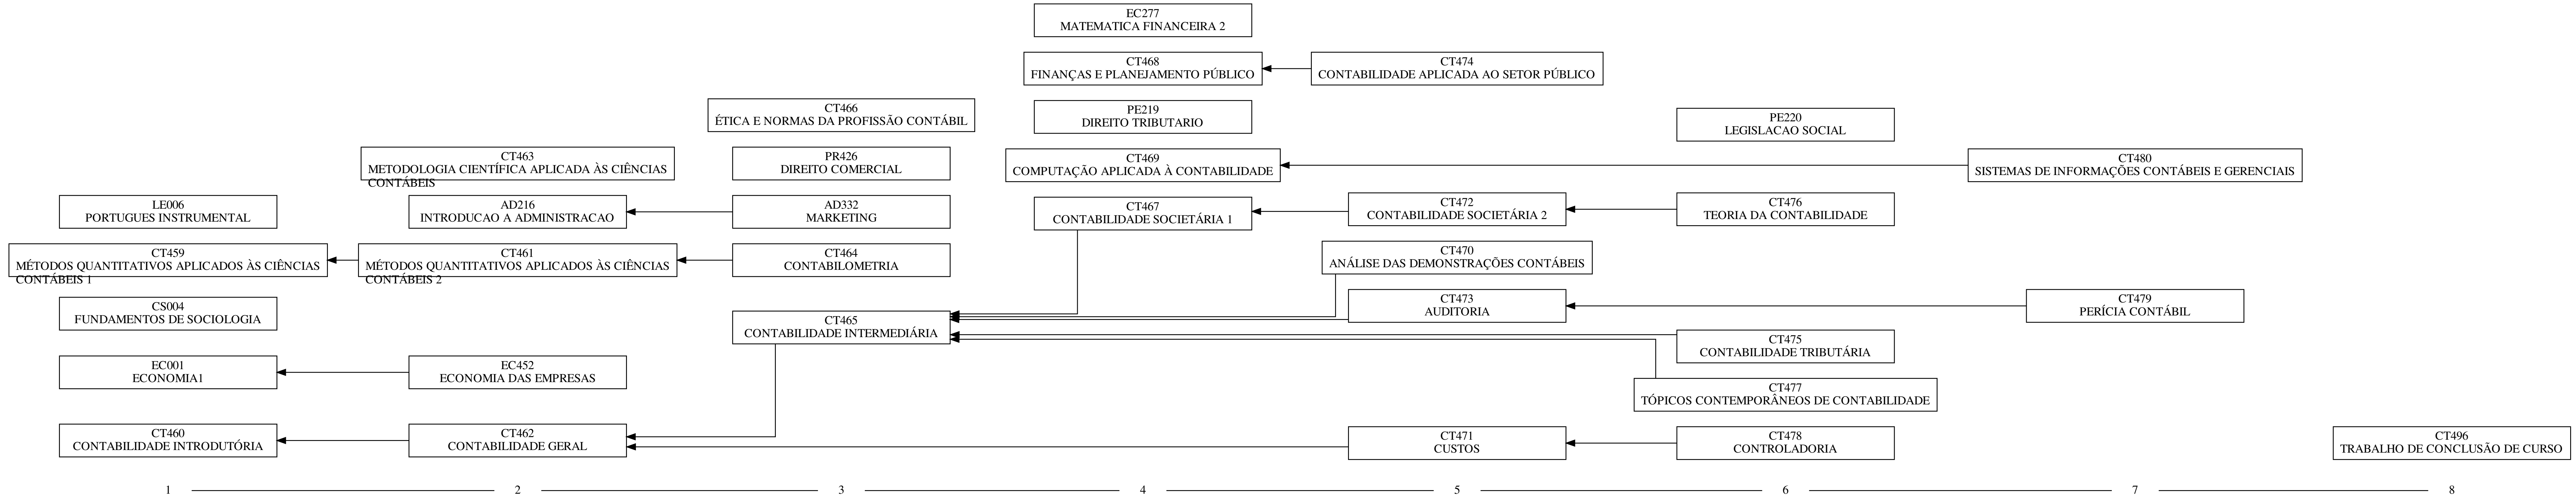 EC277
MATEMATICA FINANCEIRA 2
CT468
FINANÇAS E PLANEJAMENTO PÚBLICO
CT474
CONTABILIDADE APLICADA AO SETOR PÚBLICO
CT466
ÉTICA E NORMAS DA PROFISSÃO CONTÁBIL
PE219
DIREITO TRIBUTARIO
PE220
LEGISLACAO SOCIAL
CT463
METODOLOGIA CIENTÍFICA APLICADA ÀS CIÊNCIAS
CONTÁBEIS
PR426
DIREITO COMERCIAL
CT469
COMPUTAÇÃO APLICADA À CONTABILIDADE
CT480
SISTEMAS DE INFORMAÇÕES CONTÁBEIS E GERENCIAIS
LE006
PORTUGUES INSTRUMENTAL
AD216
INTRODUCAO A ADMINISTRACAO
AD332
MARKETING
CT467
CONTABILIDADE SOCIETÁRIA 1
CT472
CONTABILIDADE SOCIETÁRIA 2
CT476
TEORIA DA CONTABILIDADE
CT459
MÉTODOS QUANTITATIVOS APLICADOS ÀS CIÊNCIAS
CONTÁBEIS 1
CT461
MÉTODOS QUANTITATIVOS APLICADOS ÀS CIÊNCIAS
CONTÁBEIS 2
CT464
CONTABILOMETRIA
CT470
ANÁLISE DAS DEMONSTRAÇÕES CONTÁBEIS
CS004
FUNDAMENTOS DE SOCIOLOGIA
CT465
CONTABILIDADE INTERMEDIÁRIA
CT473
AUDITORIA
CT479
PERÍCIA CONTÁBIL
CT475
CONTABILIDADE TRIBUTÁRIA
EC001
ECONOMIA1
EC452
ECONOMIA DAS EMPRESAS
CT477
TÓPICOS CONTEMPORÂNEOS DE CONTABILIDADE
CT460
CONTABILIDADE INTRODUTÓRIA
CT462
CONTABILIDADE GERAL
CT471
CUSTOS
CT478
CONTROLADORIA
CT496
TRABALHO DE CONCLUSÃO DE CURSO
1 2 3 4 5 6 7 8